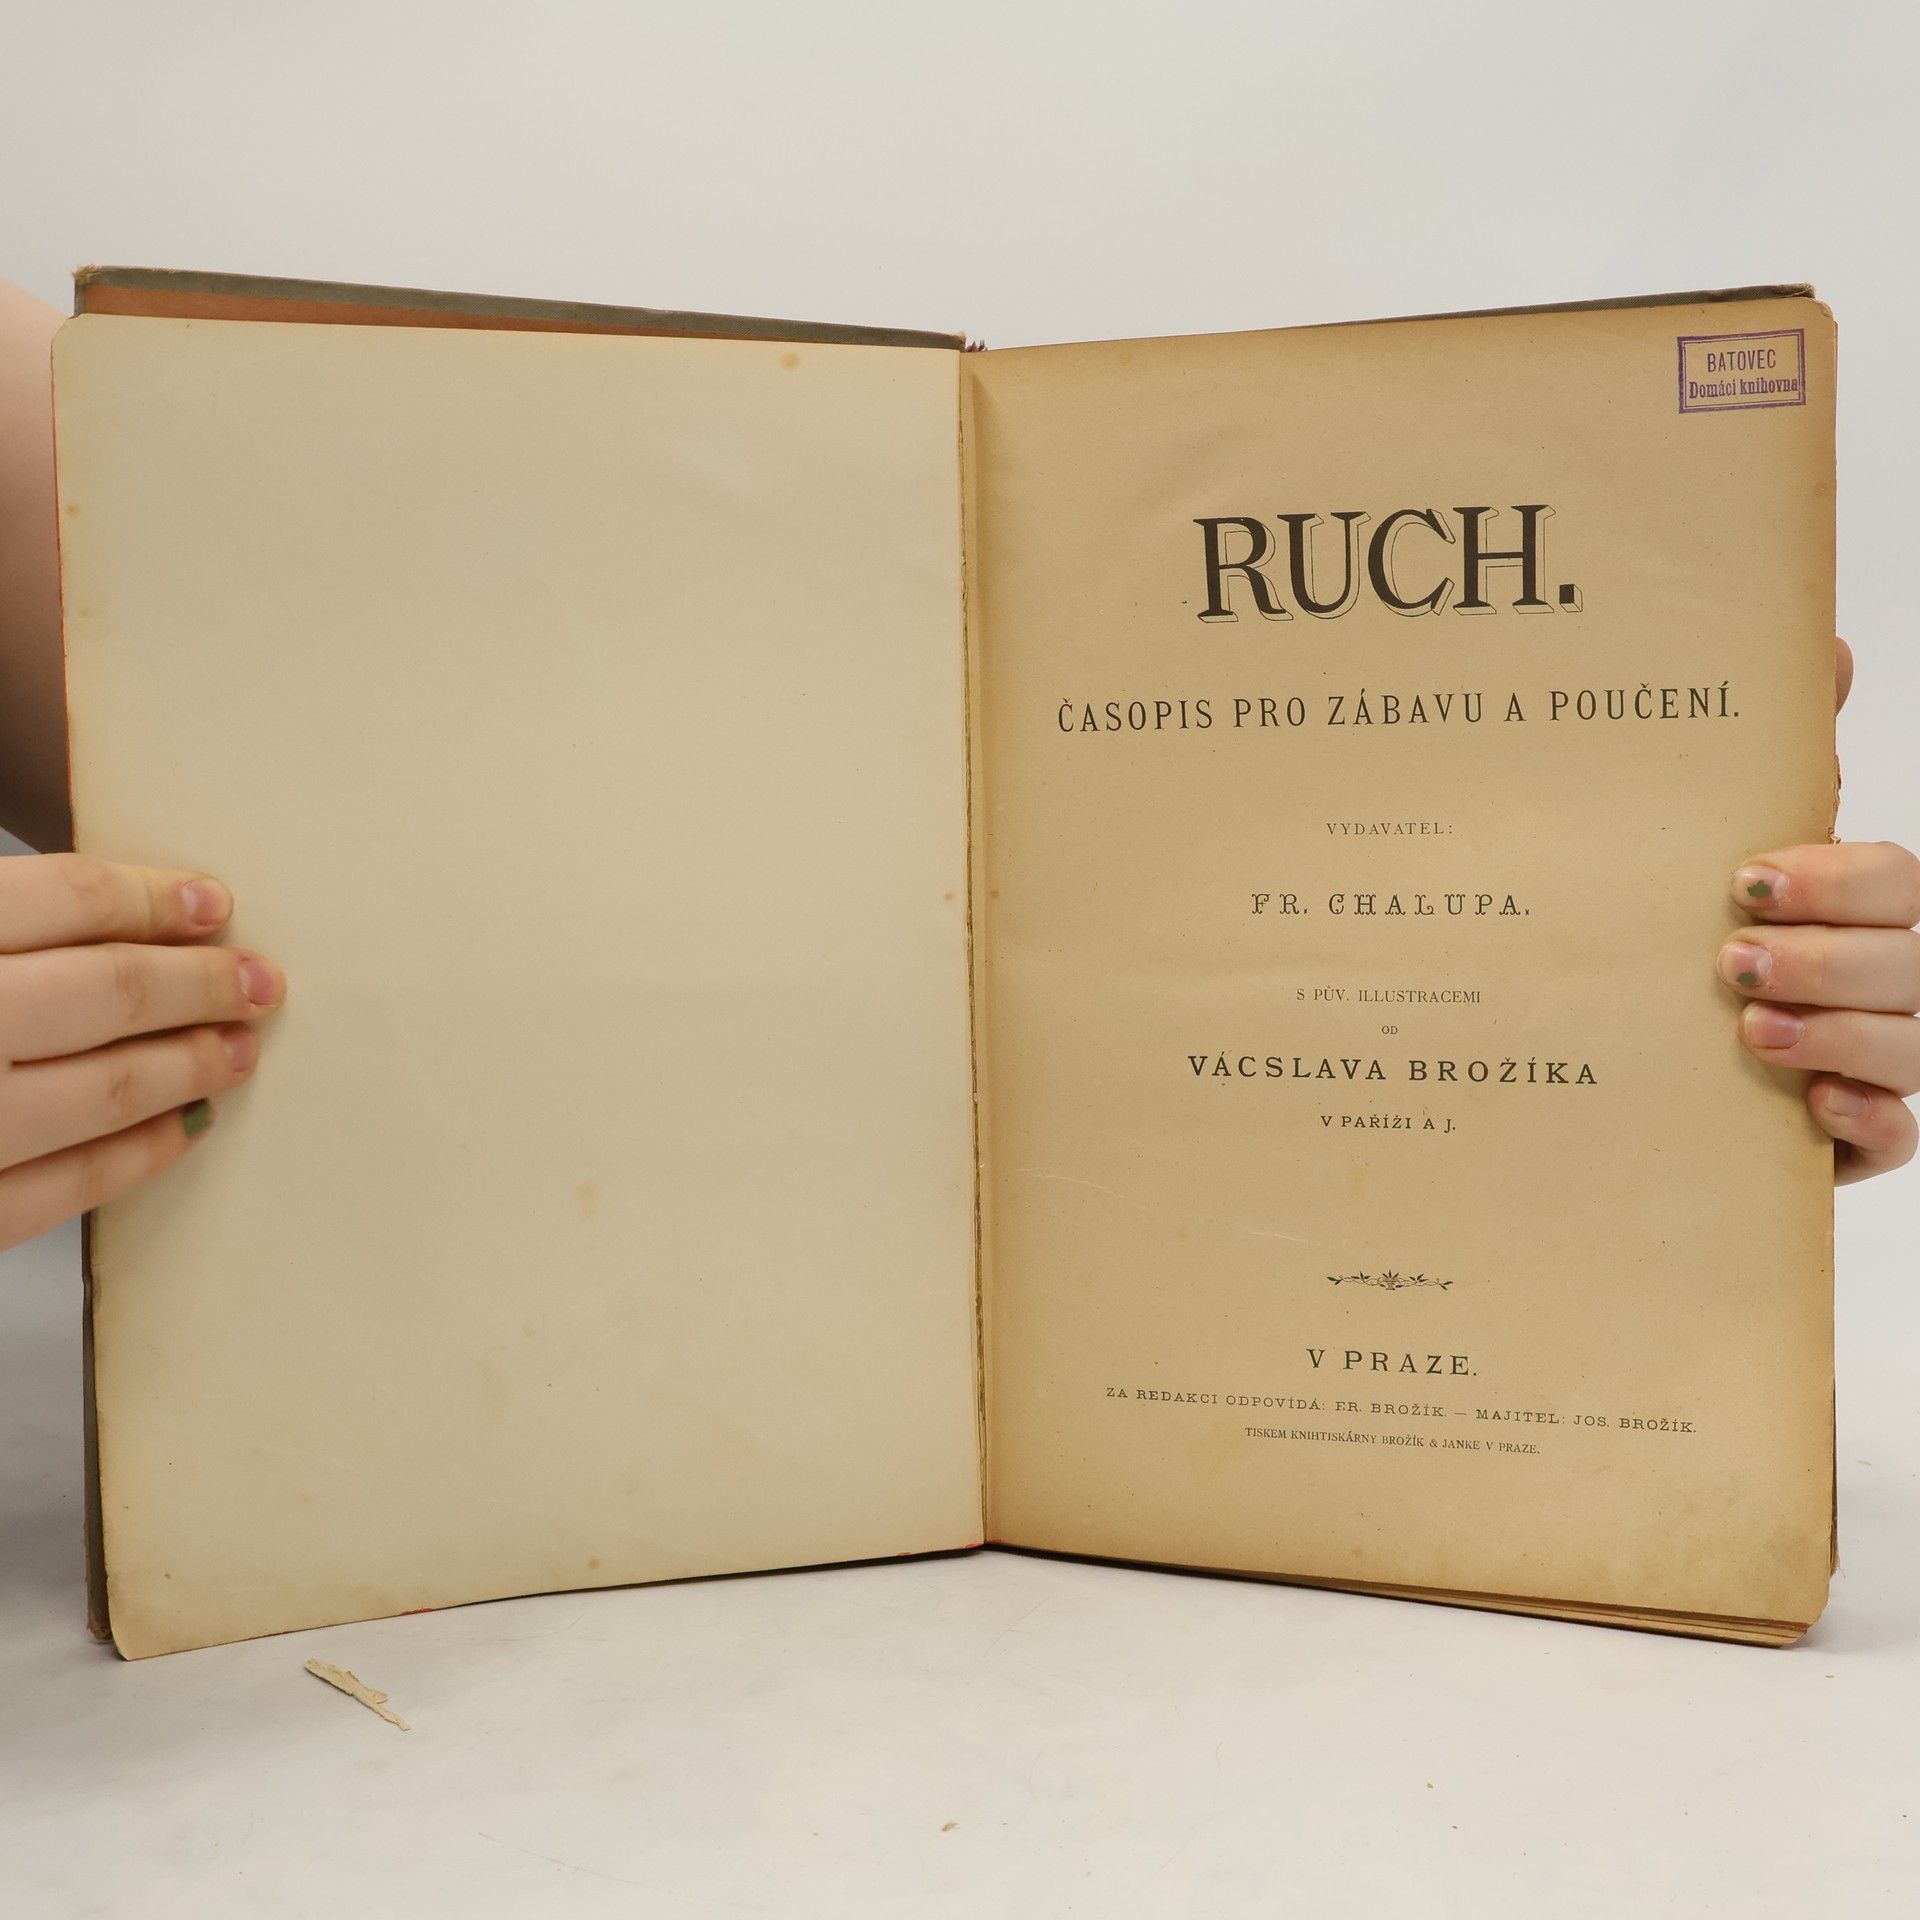 BATOVEC
Domácí knihovna
RUCH.
ČASOPIS PRO ZÁBAVU A POUČENÍ.
VYDAVATEL:
FR. CHALUPA.
S PŮV. ILLUSTRACEMI
OD
VÁCSLAVA BROŽÍKA
V PAŘÍŽI A J.
V PRAZE.
ZA REDAKCI ODPOVÍDÁ: FR. BROŽÍK. — MAJITEL: JOS. BROŽÍK.
TISKEM KNIHTISKÁRNY BROŽÍK & JANKE V PRAZE.